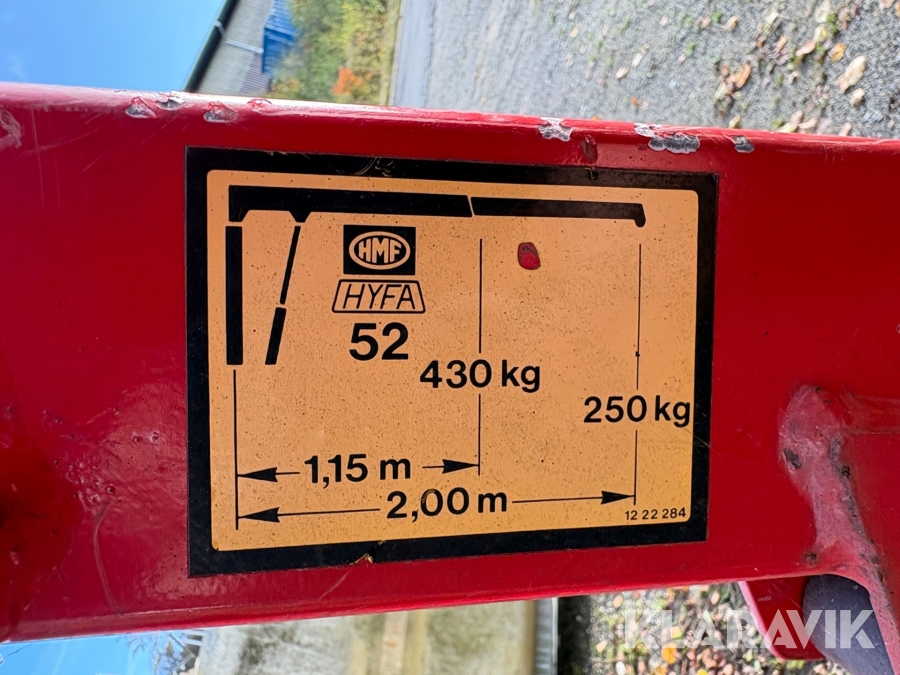 HMF
HYFA
52
430 kg
250 kg
1,15 m
2,00 m
12 22 284
KLARAVIK